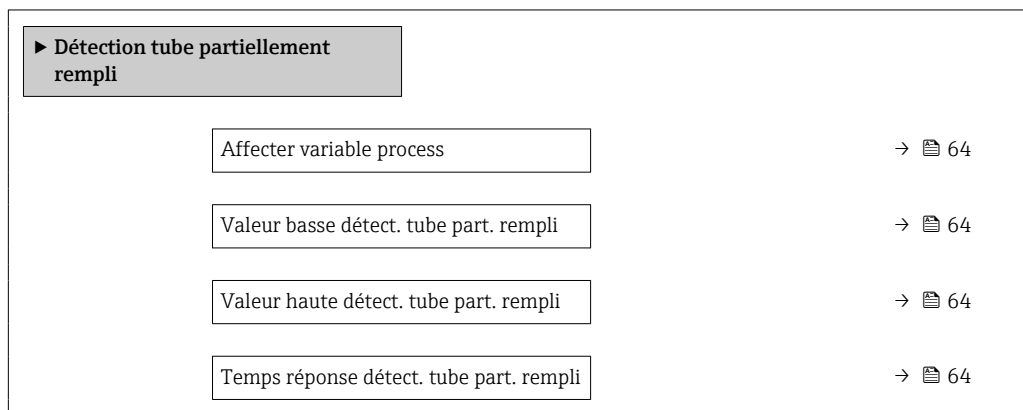 ▶ Détection tube partiellement
rempli
Affecter variable process → 64
Valeur basse détect. tube part. rempli → 64
Valeur haute détect. tube part. rempli → 64
Temps réponse détect. tube part. rempli → 64